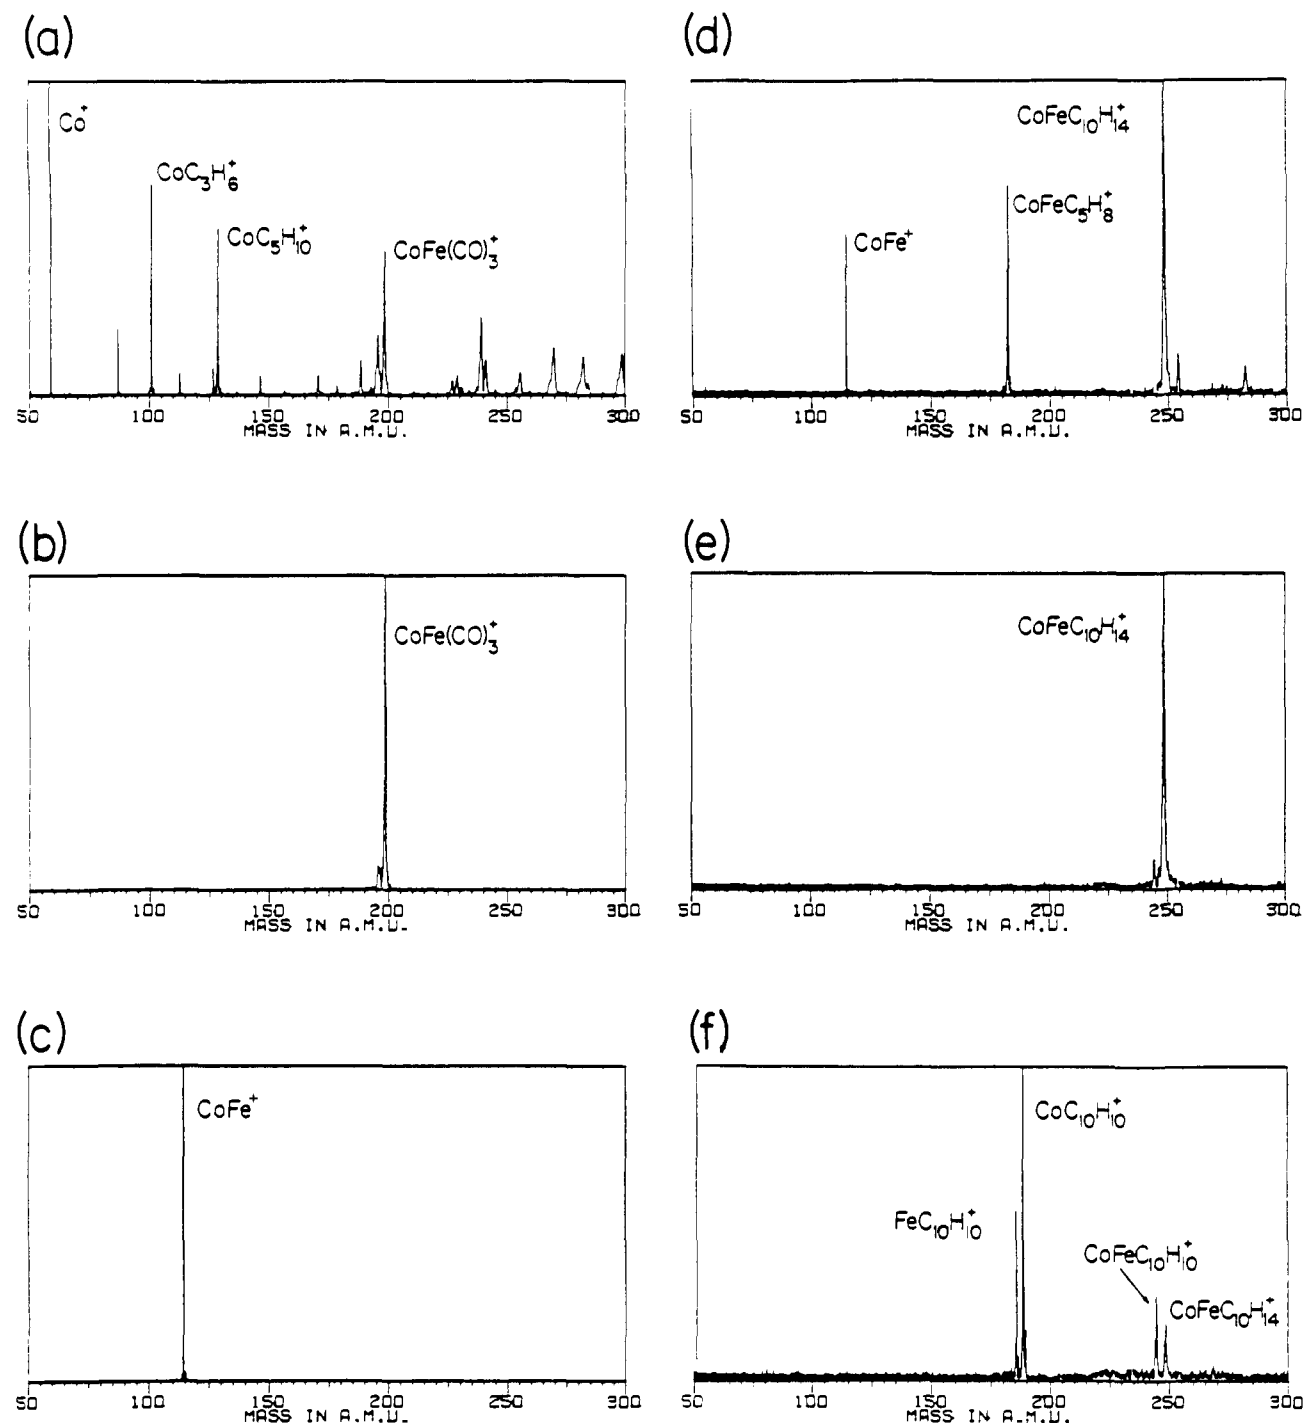 (a)
Co⁺
CoC₃H₆⁺
CoC₅H₁₀⁺
CoFe(CO)₃⁺
50 100 150 200 250 300
MASS IN A.M.U.
(b)
CoFe(CO)₃⁺
50 100 150 200 250 300
MASS IN A.M.U.
(c)
CoFe⁺
50 100 150 200 250 300
MASS IN A.M.U.
(d)
CoFeC₁₀H₁₄⁺
CoFeC₅H₈⁺
CoFe⁺
50 100 150 200 250 300
MASS IN A.M.U.
(e)
CoFeC₁₀H₁₄⁺
50 100 150 200 250 300
MASS IN A.M.U.
(f)
CoC₁₀H₁₀⁺
FeC₁₀H₁₀⁺
CoFeC₁₀H₁₀⁺
CoFeC₁₀H₁₄⁺
50 100 150 200 250 300
MASS IN A.M.U.